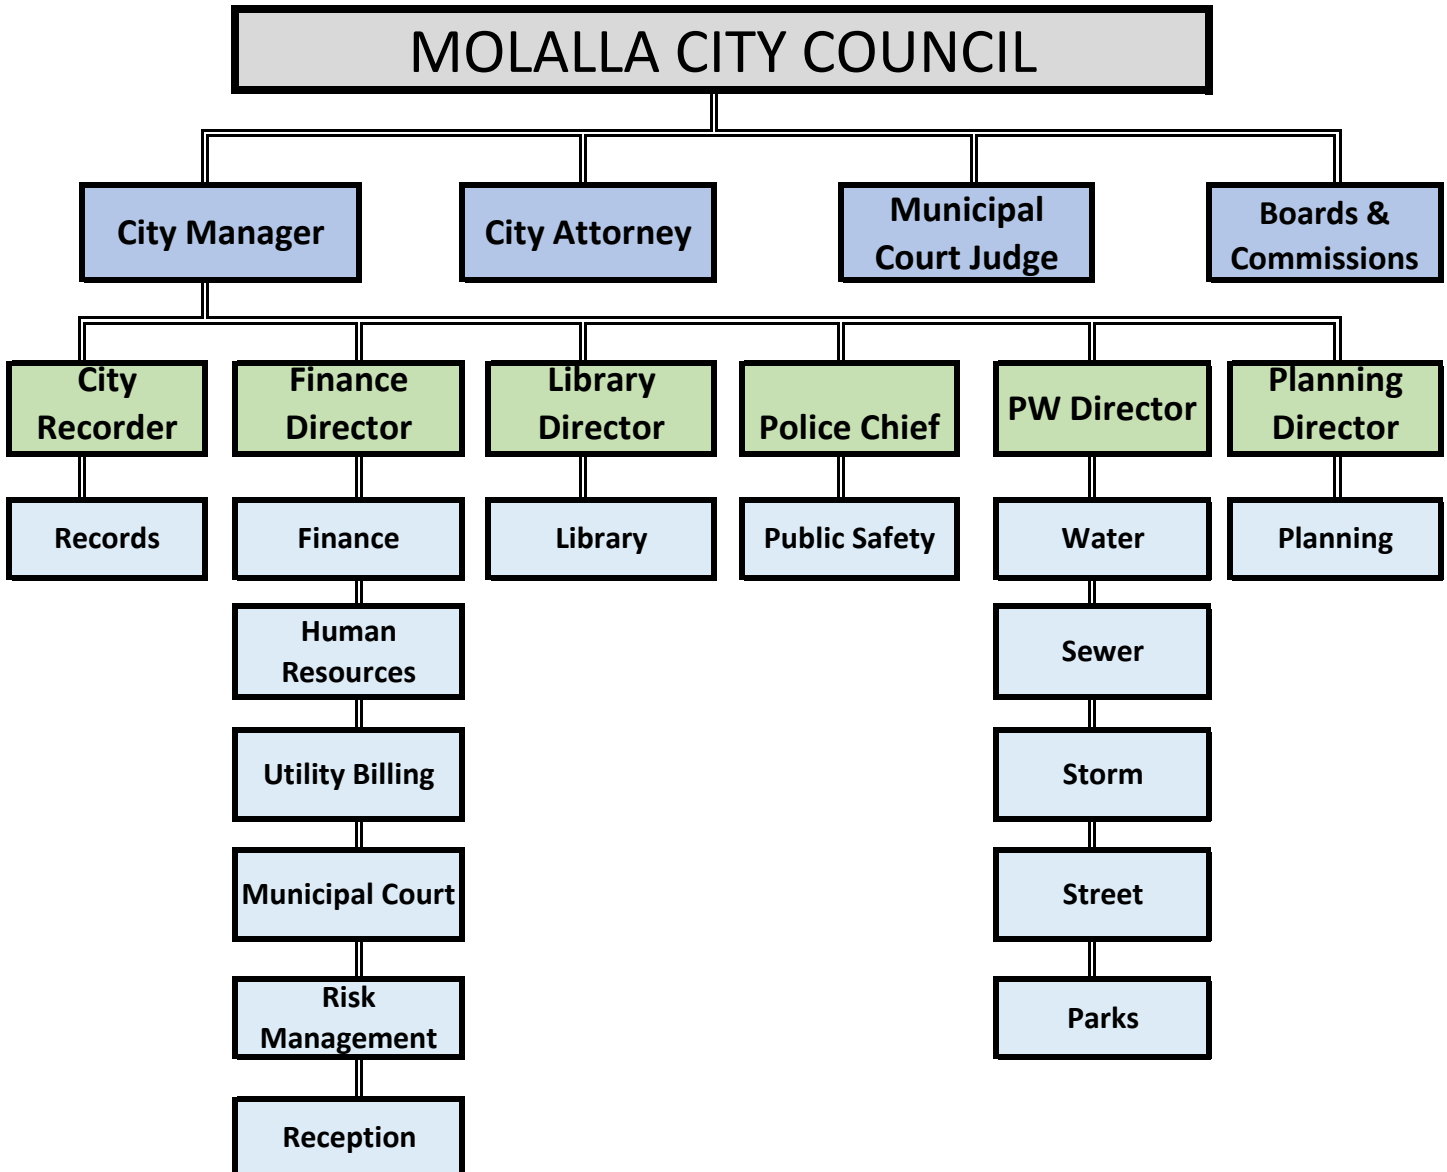 MOLALLA CITY COUNCIL
City Manager
City Attorney
Municipal
Court Judge
Boards &
Commissions
City
Recorder
Finance
Director
Library
Director
Police Chief
PW Director
Planning
Director
Records
Finance
Library
Public Safety
Water
Planning
Human
Resources
Sewer
Utility Billing
Storm
Municipal Court
Street
Risk
Management
Parks
Reception